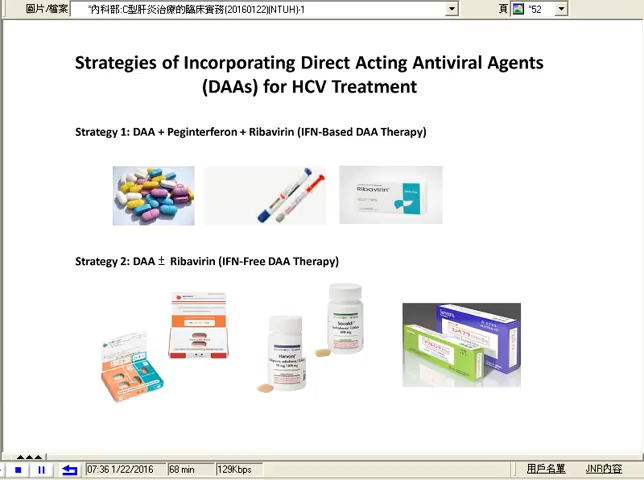 圖片/檔案 "內科部:C型肝炎治療的臨床實務(20160122)(NTUH)-1 頁 "52
Strategies of Incorporating Direct Acting Antiviral Agents
(DAAs) for HCV Treatment
Strategy 1: DAA + Peginterferon + Ribavirin (IFN-Based DAA Therapy)
Ribavirin
Strategy 2: DAA ± Ribavirin (IFN-Free DAA Therapy)
Sovaldi
Harvoni
07:36 1/22/2016 68 min 129Kbps 用戶名單 JNR內容